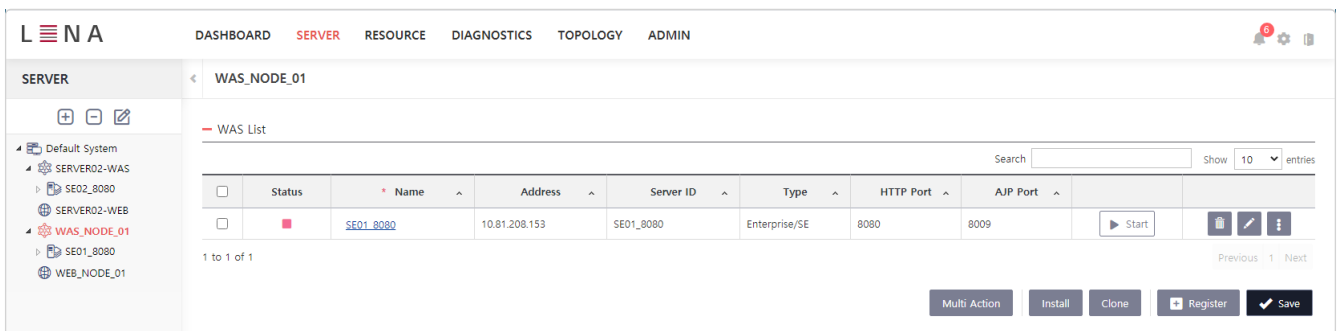 LENA
DASHBOARD SERVER RESOURCE DIAGNOSTICS TOPOLOGY ADMIN
6
SERVER
WAS_NODE_01
Default System
SERVER02-WAS
SE02_8080
SERVER02-WEB
WAS_NODE_01
SE01_8080
WEB_NODE_01
WAS List
Search Show 10 entries
Status * Name Address Server ID Type HTTP Port AJP Port
SE01_8080 10.81.208.153 SE01_8080 Enterprise/SE 8080 8009 Start
1 to 1 of 1 Previous 1 Next
Multi Action Install Clone Register Save